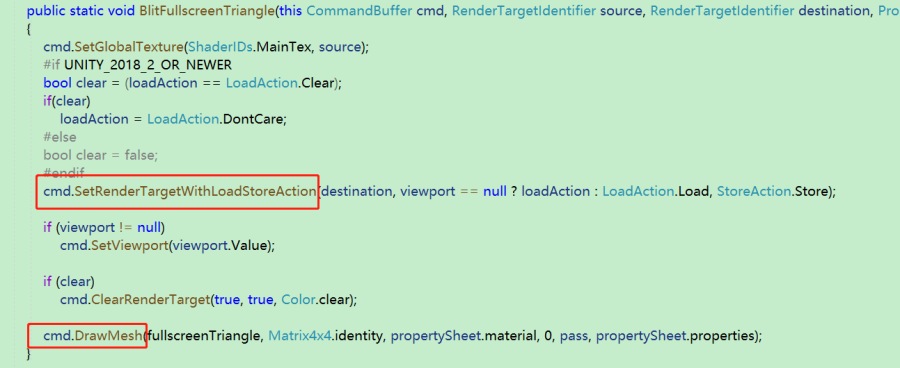 public static void BlitFullscreenTriangle(this CommandBuffer cmd, RenderTargetIdentifier source, RenderTargetIdentifier destination, Pro
{
cmd.SetGlobalTexture(ShaderIDs.MainTex, source);
#if UNITY_2018_2_OR_NEWER
bool clear = (loadAction == LoadAction.Clear);
if(clear)
loadAction = LoadAction.DontCare;
#else
bool clear = false;
#endif
cmd.SetRenderTargetWithLoadStoreAction(destination, viewport == null ? loadAction : LoadAction.Load, StoreAction.Store);
if (viewport != null)
cmd.SetViewport(viewport.Value);
if (clear)
cmd.ClearRenderTarget(true, true, Color.clear);
cmd.DrawMesh(fullscreenTriangle, Matrix4x4.identity, propertySheet.material, 0, pass, propertySheet.properties);
}